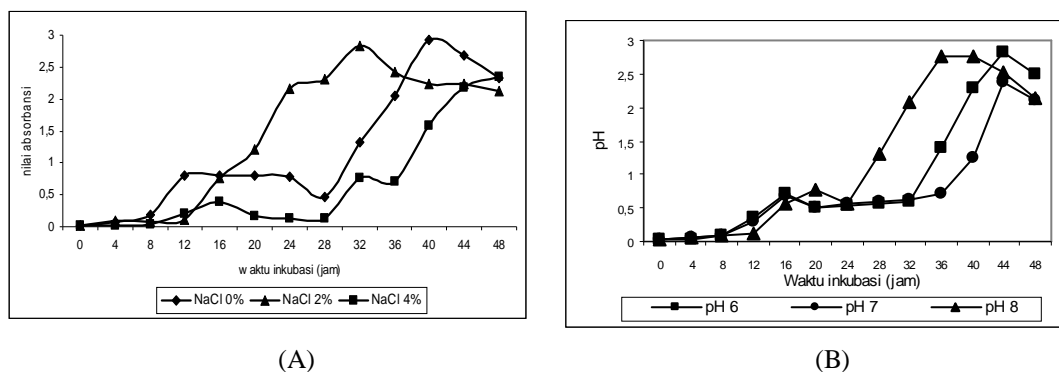 3
2,5
2
1,5
1
0,5
0
nilai absorbansi
0 4 8 12 16 20 24 28 32 36 40 44 48
waktu inkubasi (jam)
NaCl 0% NaCl 2% NaCl 4%
(A)
3
2,5
2
1,5
1
0,5
0
pH
0 4 8 12 16 20 24 28 32 36 40 44 48
Waktu inkubasi (jam)
pH 6 pH 7 pH 8
(B)